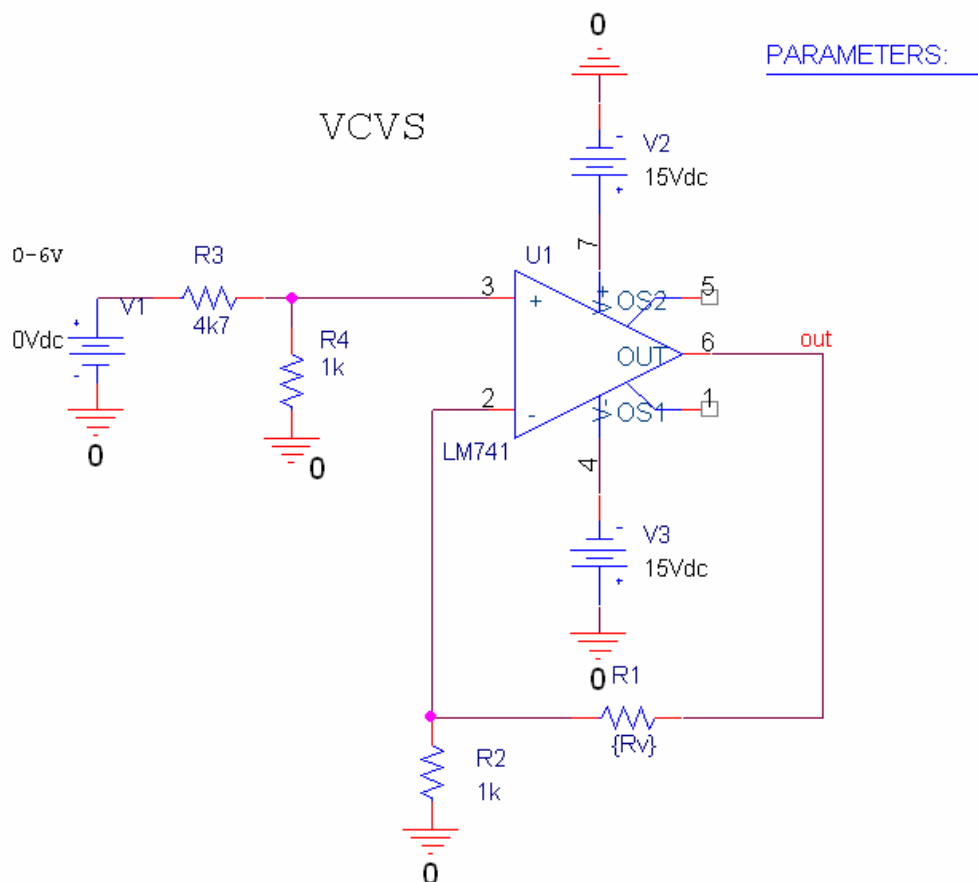 0
PARAMETERS:
VCVS
-
V2
15Vdc
+
7
0-6V
R3
U1
3
+
V+
OS2
5
+
V1
4k7
0Vdc
-
R4
1k
OUT
6
out
2
-
V-
OS1
1
LM741
0
0
4
-
V3
15Vdc
+
0
R1
{Rv}
R2
1k
0